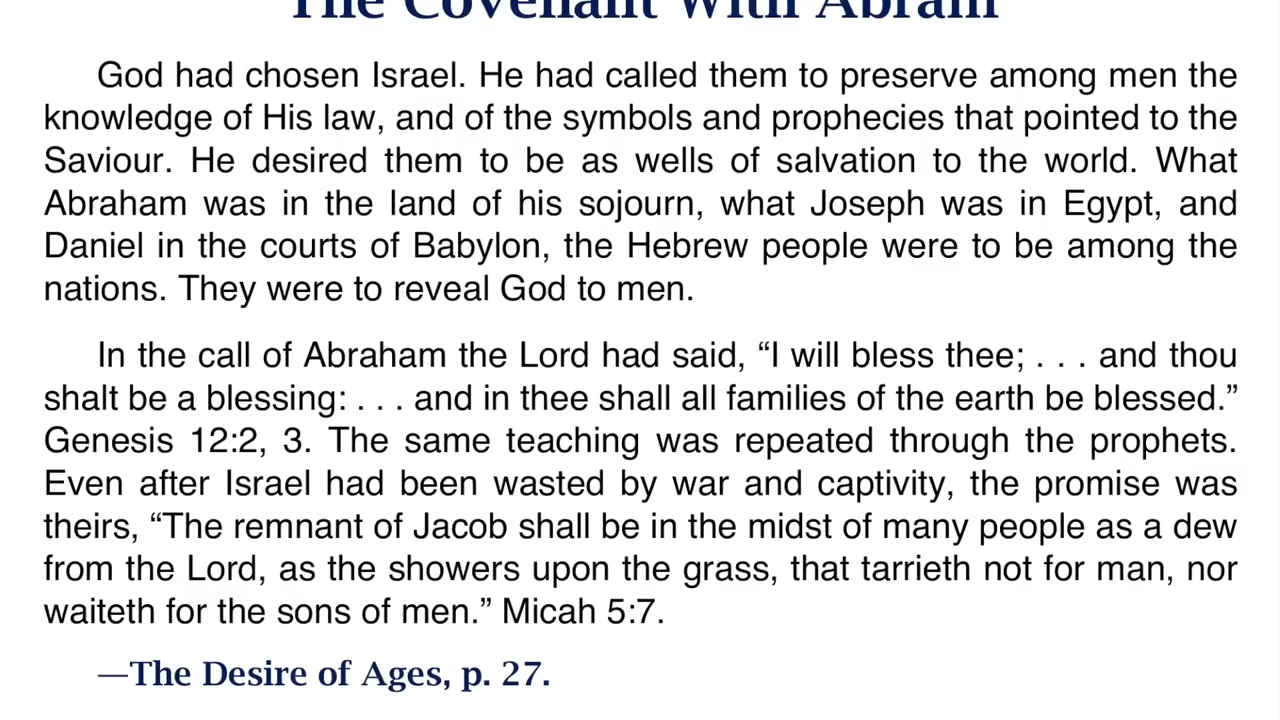 The Covenant With Abram
God had chosen Israel. He had called them to preserve among men the
knowledge of His law, and of the symbols and prophecies that pointed to the
Saviour. He desired them to be as wells of salvation to the world. What
Abraham was in the land of his sojourn, what Joseph was in Egypt, and
Daniel in the courts of Babylon, the Hebrew people were to be among the
nations. They were to reveal God to men.
In the call of Abraham the Lord had said, “I will bless thee; . . . and thou
shalt be a blessing: . . . and in thee shall all families of the earth be blessed.”
Genesis 12:2, 3. The same teaching was repeated through the prophets.
Even after Israel had been wasted by war and captivity, the promise was
theirs, “The remnant of Jacob shall be in the midst of many people as a dew
from the Lord, as the showers upon the grass, that tarrieth not for man, nor
waiteth for the sons of men.” Micah 5:7.
—The Desire of Ages, p. 27.